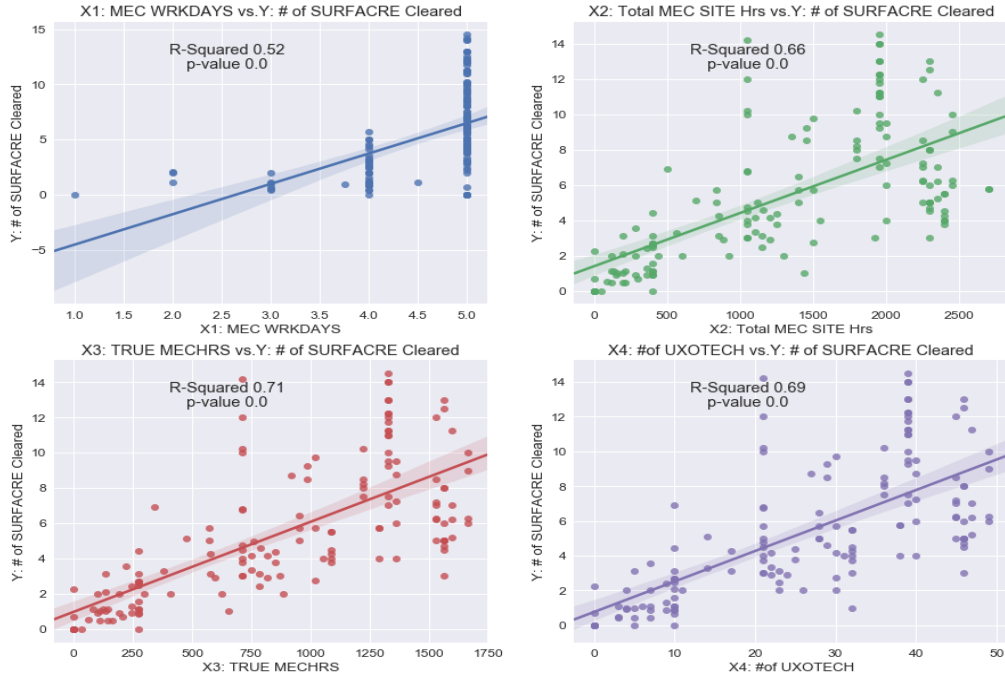 X1: MEC WRKDAYS vs.Y: # of SURFACRE Cleared
R-Squared 0.52
p-value 0.0
Y: # of SURFACRE Cleared
15
10
5
0
−5
1.0 1.5 2.0 2.5 3.0 3.5 4.0 4.5 5.0
X1: MEC WRKDAYS
X2: Total MEC SITE Hrs vs.Y: # of SURFACRE Cleared
R-Squared 0.66
p-value 0.0
Y: # of SURFACRE Cleared
14
12
10
8
6
4
2
0
0 500 1000 1500 2000 2500
X2: Total MEC SITE Hrs
X3: TRUE MECHRS vs.Y: # of SURFACRE Cleared
R-Squared 0.71
p-value 0.0
Y: # of SURFACRE Cleared
14
12
10
8
6
4
2
0
0 250 500 750 1000 1250 1500 1750
X3: TRUE MECHRS
X4: #of UXOTECH vs.Y: # of SURFACRE Cleared
R-Squared 0.69
p-value 0.0
Y: # of SURFACRE Cleared
14
12
10
8
6
4
2
0
0 10 20 30 40 50
X4: #of UXOTECH